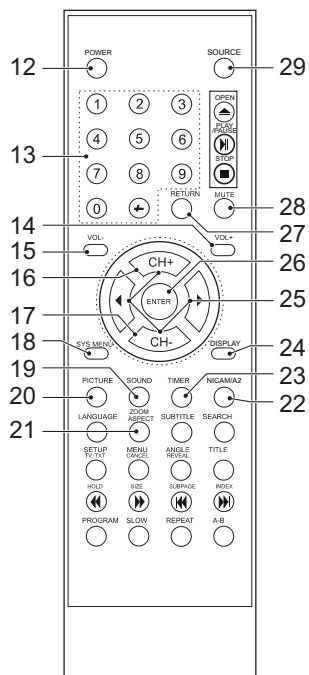 POWER
SOURCE
12
29
OPEN
1 2 3
PLAY
/PAUSE
13
4 5 6
STOP
7 8 9
RETURN
MUTE
28
0 -/--
27
14
VOL-
VOL+
15
26
16
CH+
ENTER
25
17
CH-
18
SYS MENU
DISPLAY
24
19
23
20
PICTURE
SOUND
TIMER
NICAM/A2
22
21
LANGUAGE
ZOOM
ASPECT
SUBTITLE
SEARCH
SETUP
TV/TXT
MENU
CANCEL
ANGLE
REVEAL
TITLE
HOLD
SIZE
SUBPAGE
INDEX
PROGRAM
SLOW
REPEAT
A-B